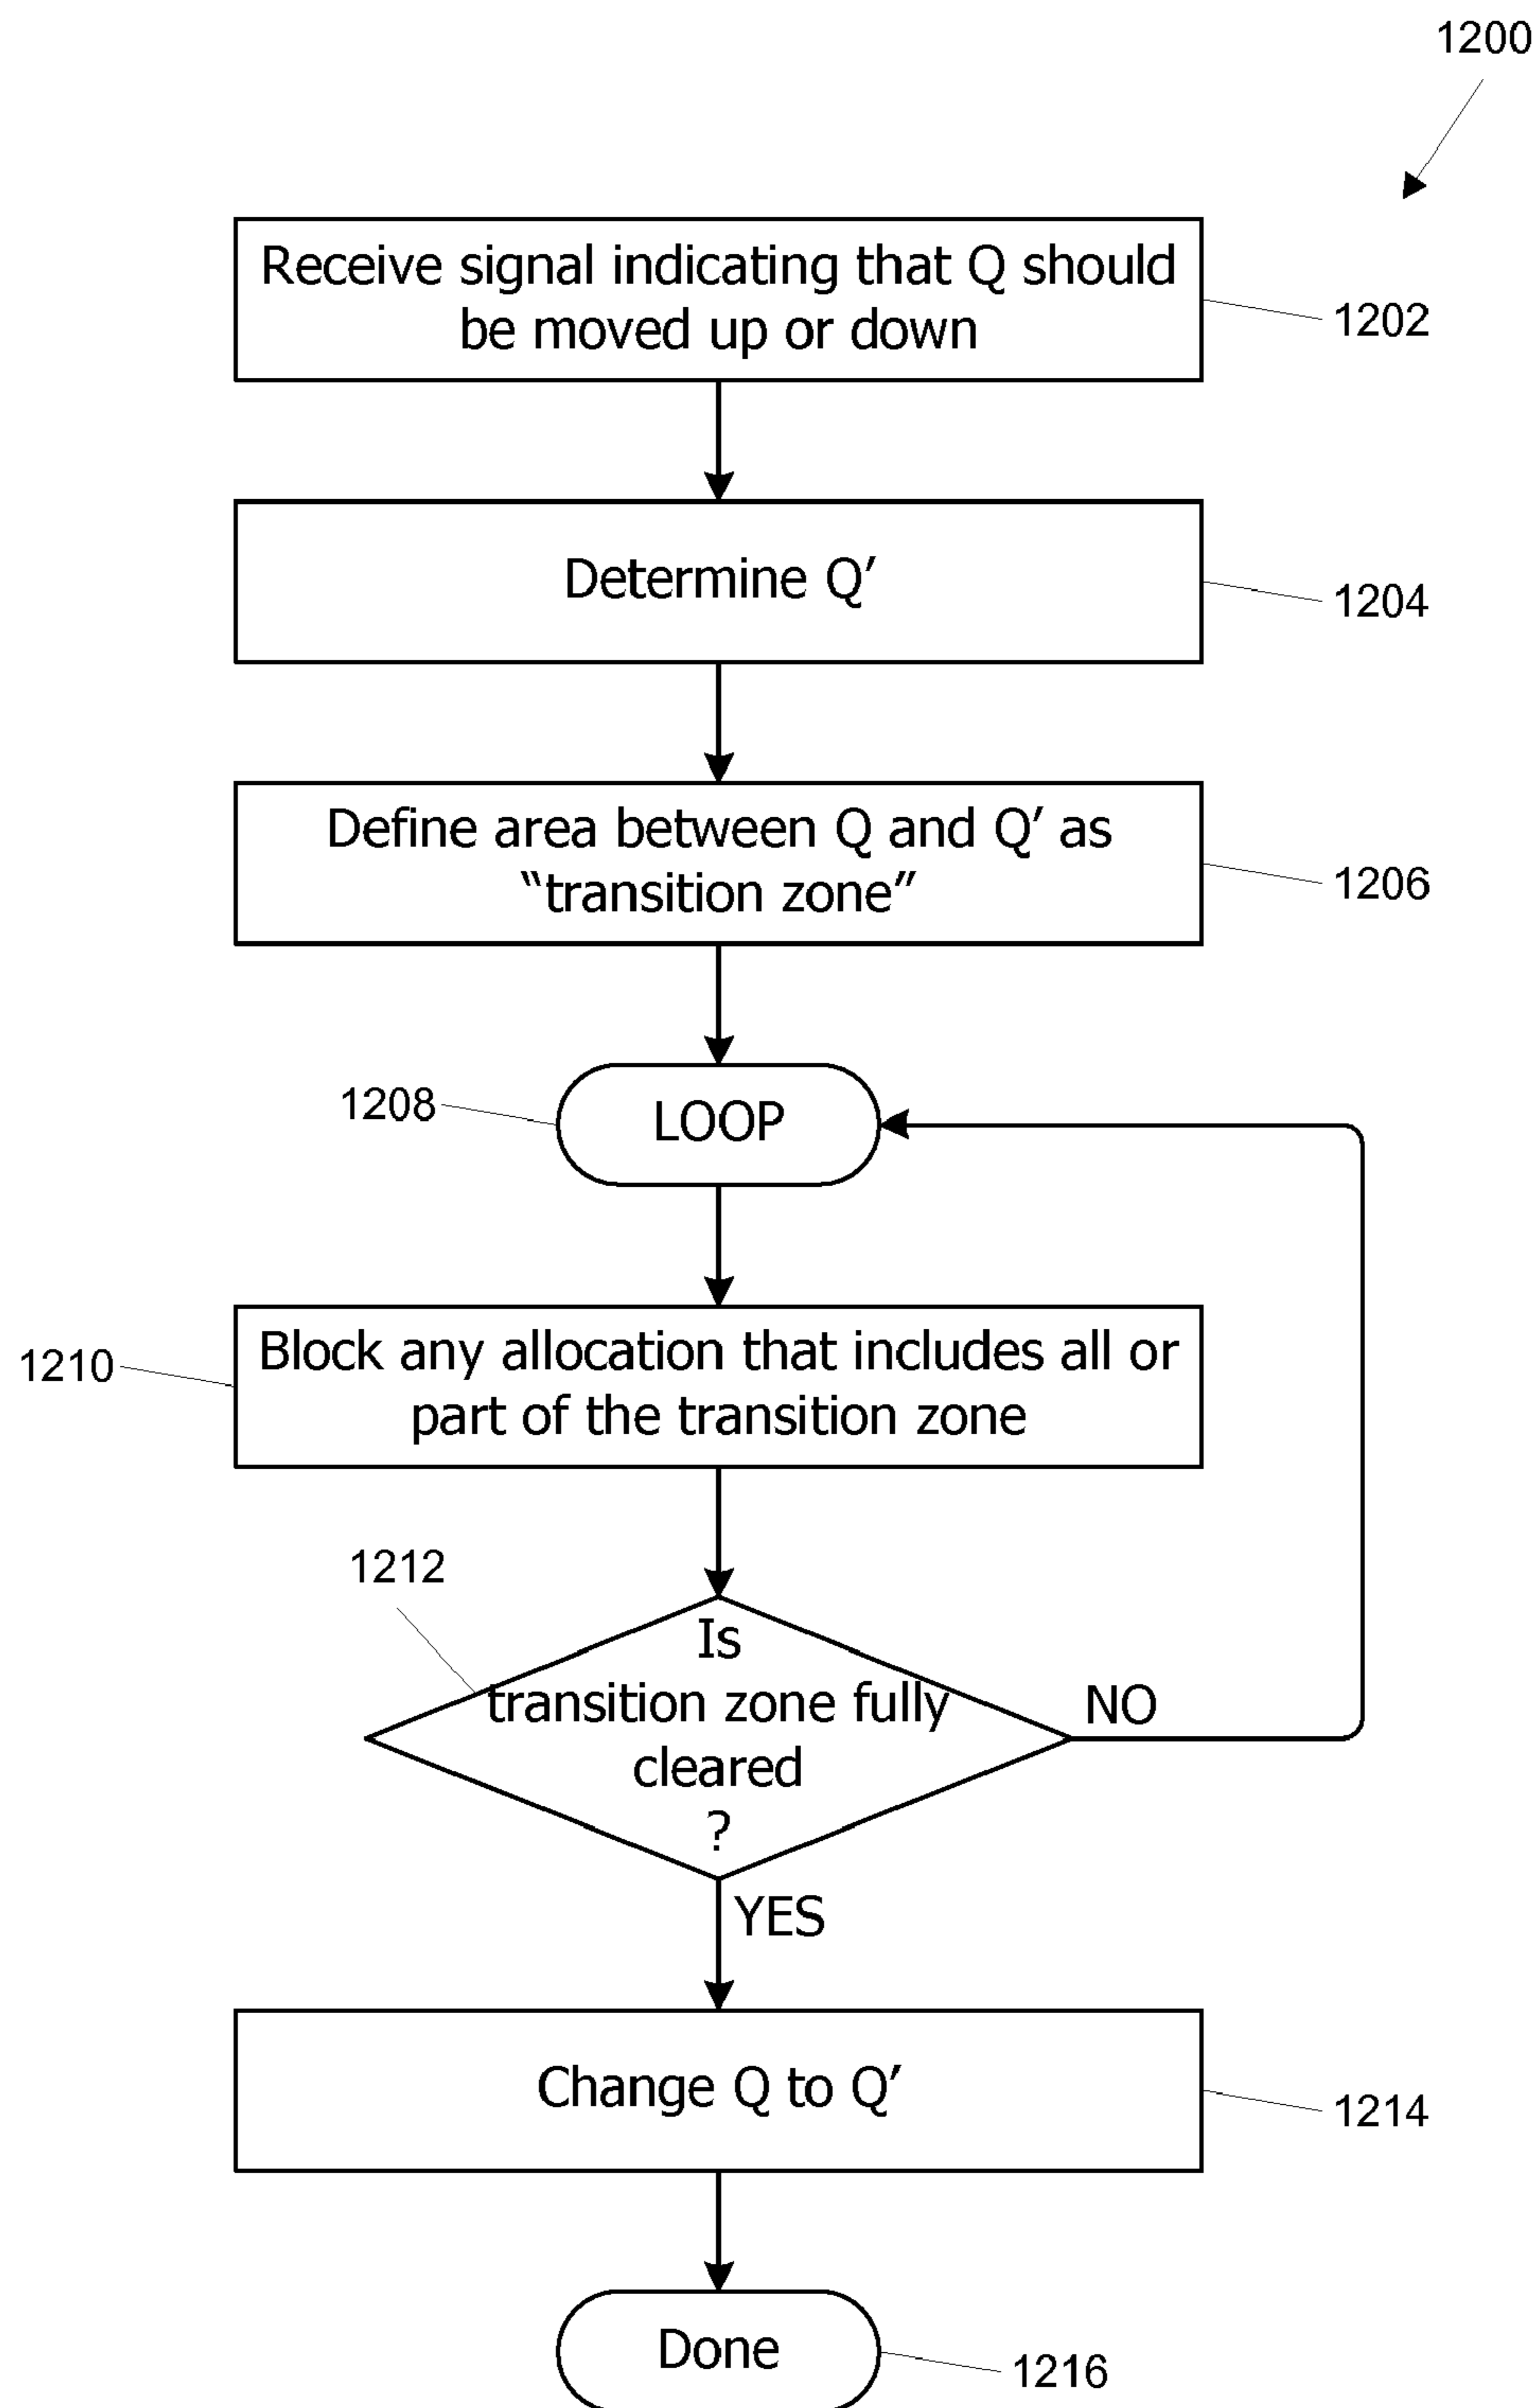 1200
Receive signal indicating that Q should
be moved up or down
1202
Determine Q’
1204
Define area between Q and Q’ as
“transition zone”
1206
1208
LOOP
1210
Block any allocation that includes all or
part of the transition zone
1212
Is
transition zone fully
cleared
?
NO
YES
Change Q to Q’
1214
Done
1216